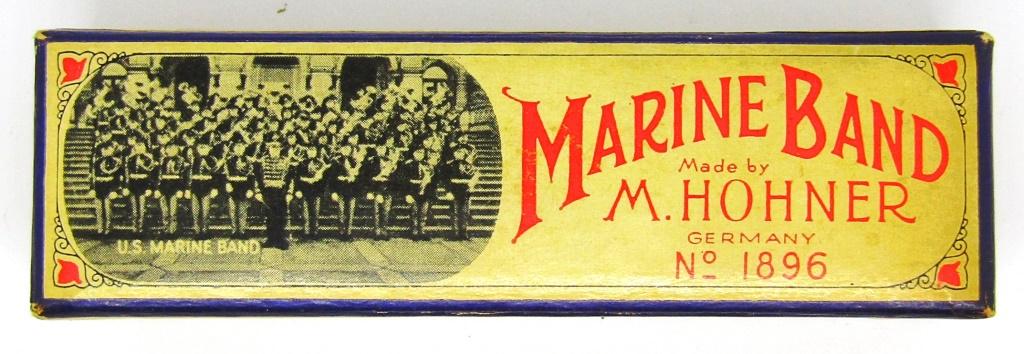 U.S. MARINE BAND
MARINE BAND
Made by
M. HOHNER
GERMANY
Nº 1896